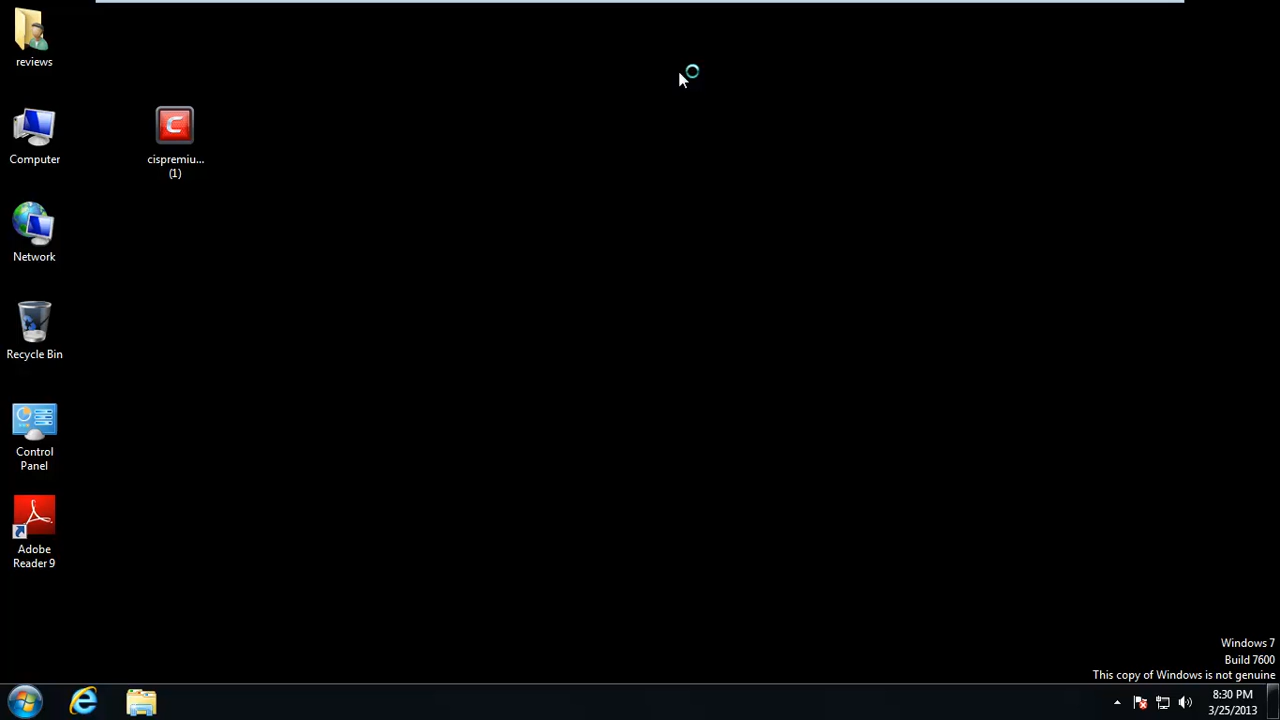 reviews
Computer
cispremiu...
(1)
Network
Recycle Bin
Control
Panel
Adobe
Reader 9
Windows 7
Build 7600
This copy of Windows is not genuine
8:30 PM
3/25/2013